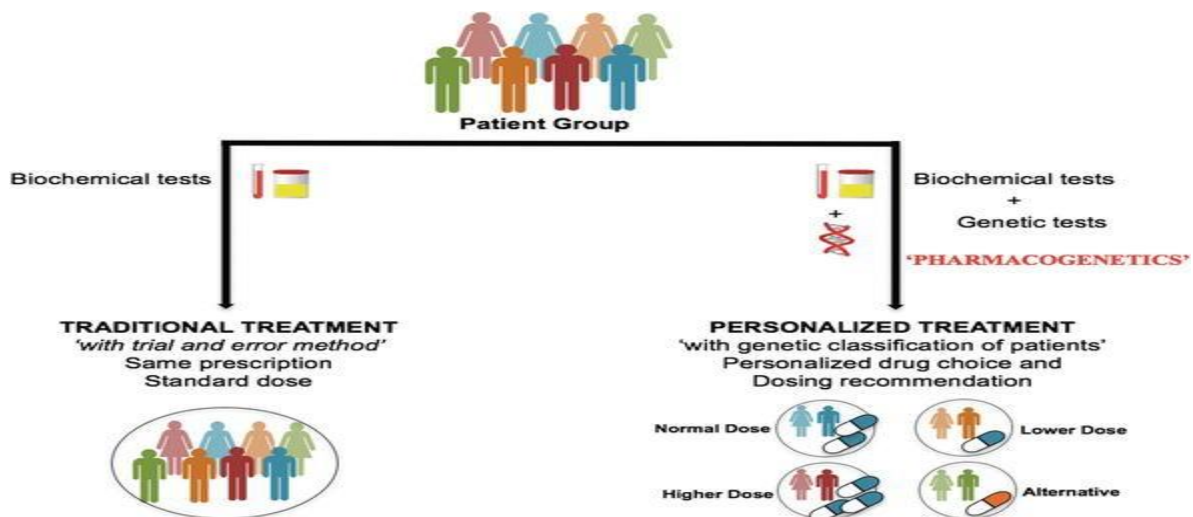 Patient Group
Biochemical tests
Biochemical tests
+
Genetic tests
+
'PHARMACOGENETICS'
TRADITIONAL TREATMENT
'with trial and error method'
Same prescription
Standard dose
PERSONALIZED TREATMENT
'with genetic classification of patients'
Personalized drug choice and
Dosing recommendation
Normal Dose
Lower Dose
Higher Dose
Alternative